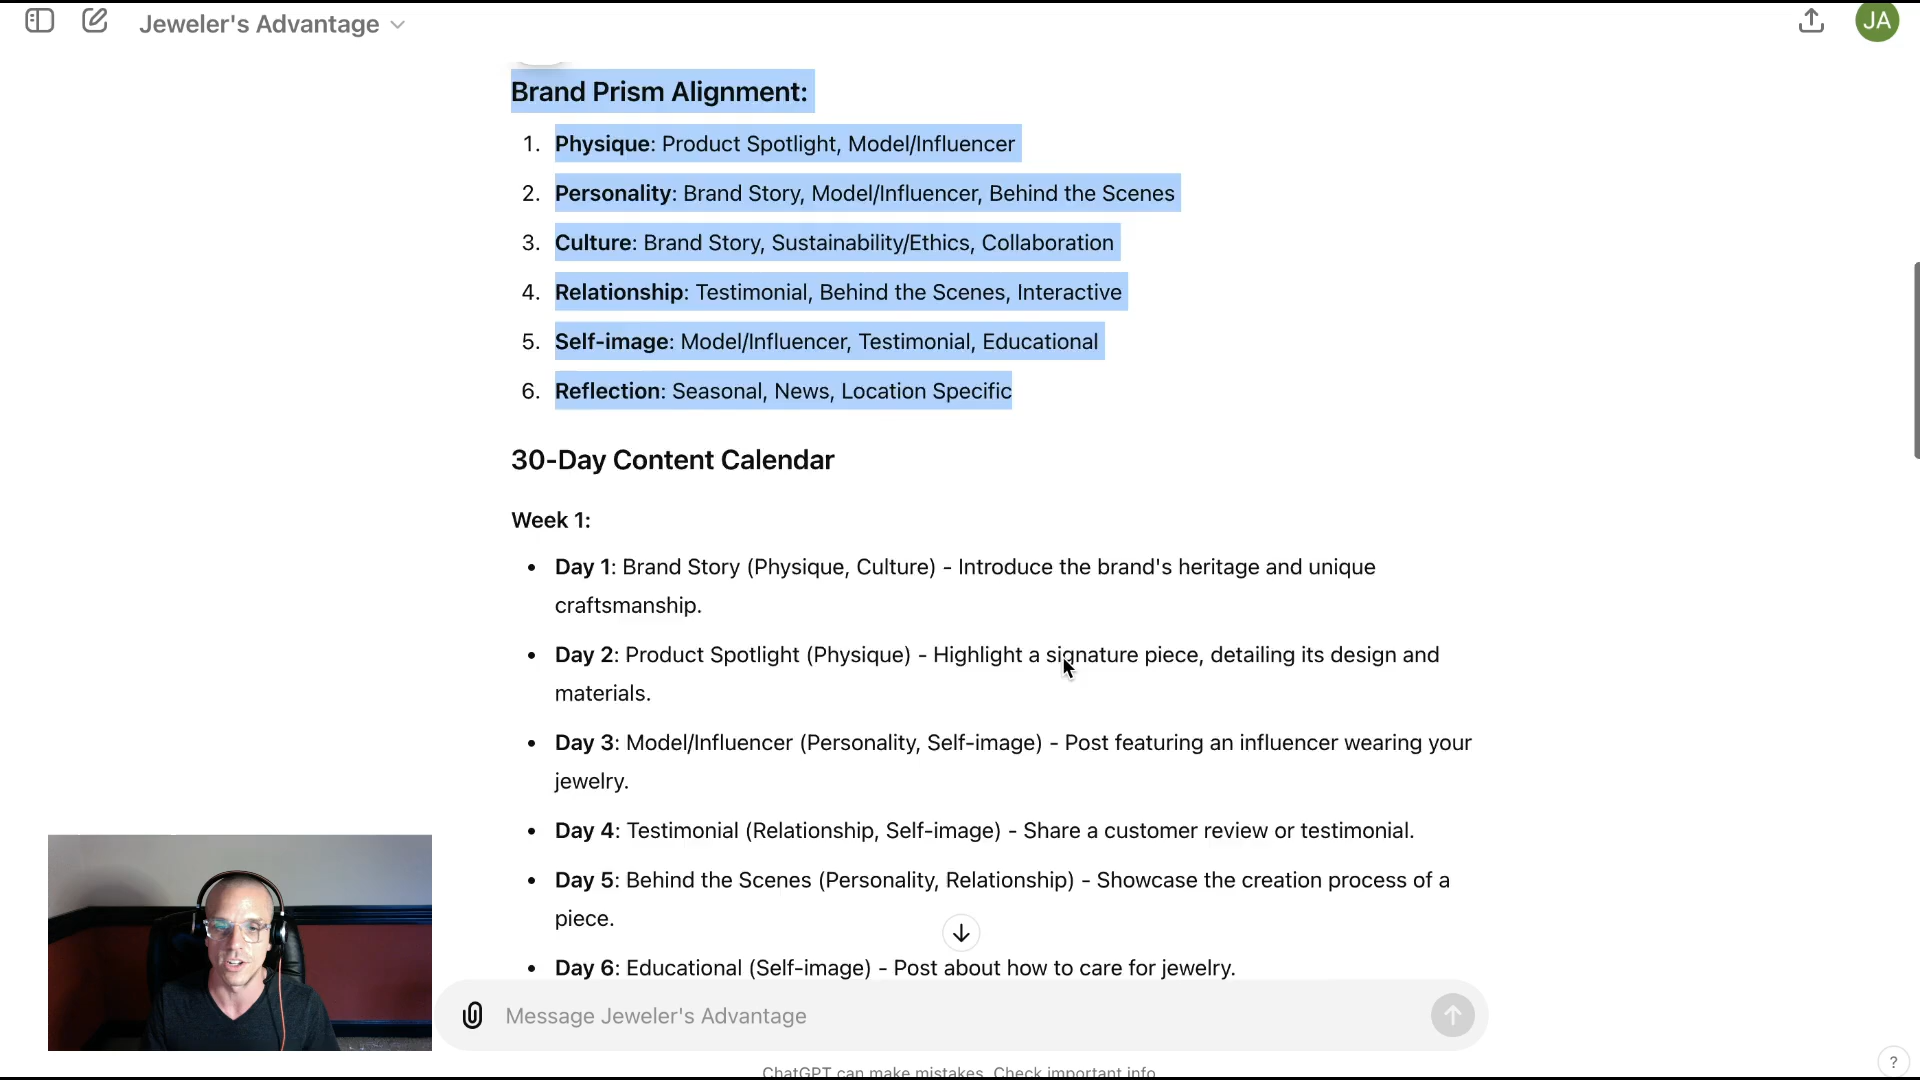 Jeweler's Advantage
JA
Brand Prism Alignment:
1. Physique: Product Spotlight, Model/Influencer
2. Personality: Brand Story, Model/Influencer, Behind the Scenes
3. Culture: Brand Story, Sustainability/Ethics, Collaboration
4. Relationship: Testimonial, Behind the Scenes, Interactive
5. Self-image: Model/Influencer, Testimonial, Educational
6. Reflection: Seasonal, News, Location Specific
30-Day Content Calendar
Week 1:
• Day 1: Brand Story (Physique, Culture) - Introduce the brand's heritage and unique
craftsmanship.
• Day 2: Product Spotlight (Physique) - Highlight a signature piece, detailing its design and
materials.
• Day 3: Model/Influencer (Personality, Self-image) - Post featuring an influencer wearing your
jewelry.
• Day 4: Testimonial (Relationship, Self-image) - Share a customer review or testimonial.
• Day 5: Behind the Scenes (Personality, Relationship) - Showcase the creation process of a
piece.
• Day 6: Educational (Self-image) - Post about how to care for jewelry.
Message Jeweler's Advantage
ChatGPT can make mistakes. Check important info.
?